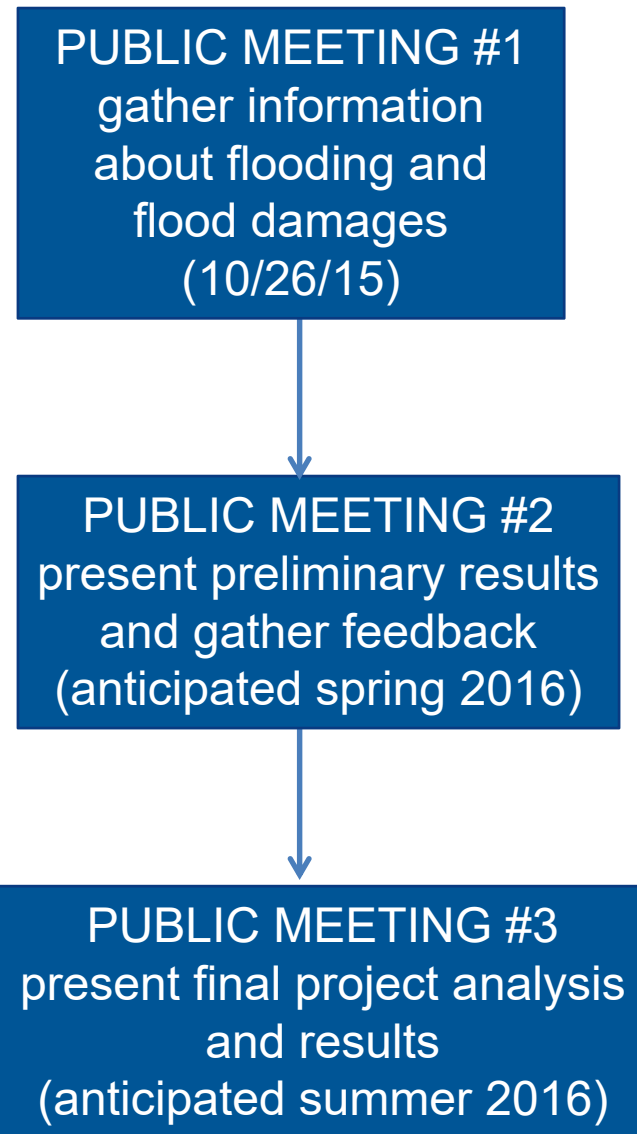 PUBLIC MEETING #1
gather information
about flooding and
flood damages
(10/26/15)
PUBLIC MEETING #2
present preliminary results
and gather feedback
(anticipated spring 2016)
PUBLIC MEETING #3
present final project analysis
and results
(anticipated summer 2016)